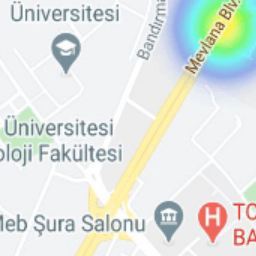 Üniversitesi
Bandırma
Mevlana Blv.
Üniversitesi
oloji Fakültesi
Meb Şura Salonu
H
TO
BA